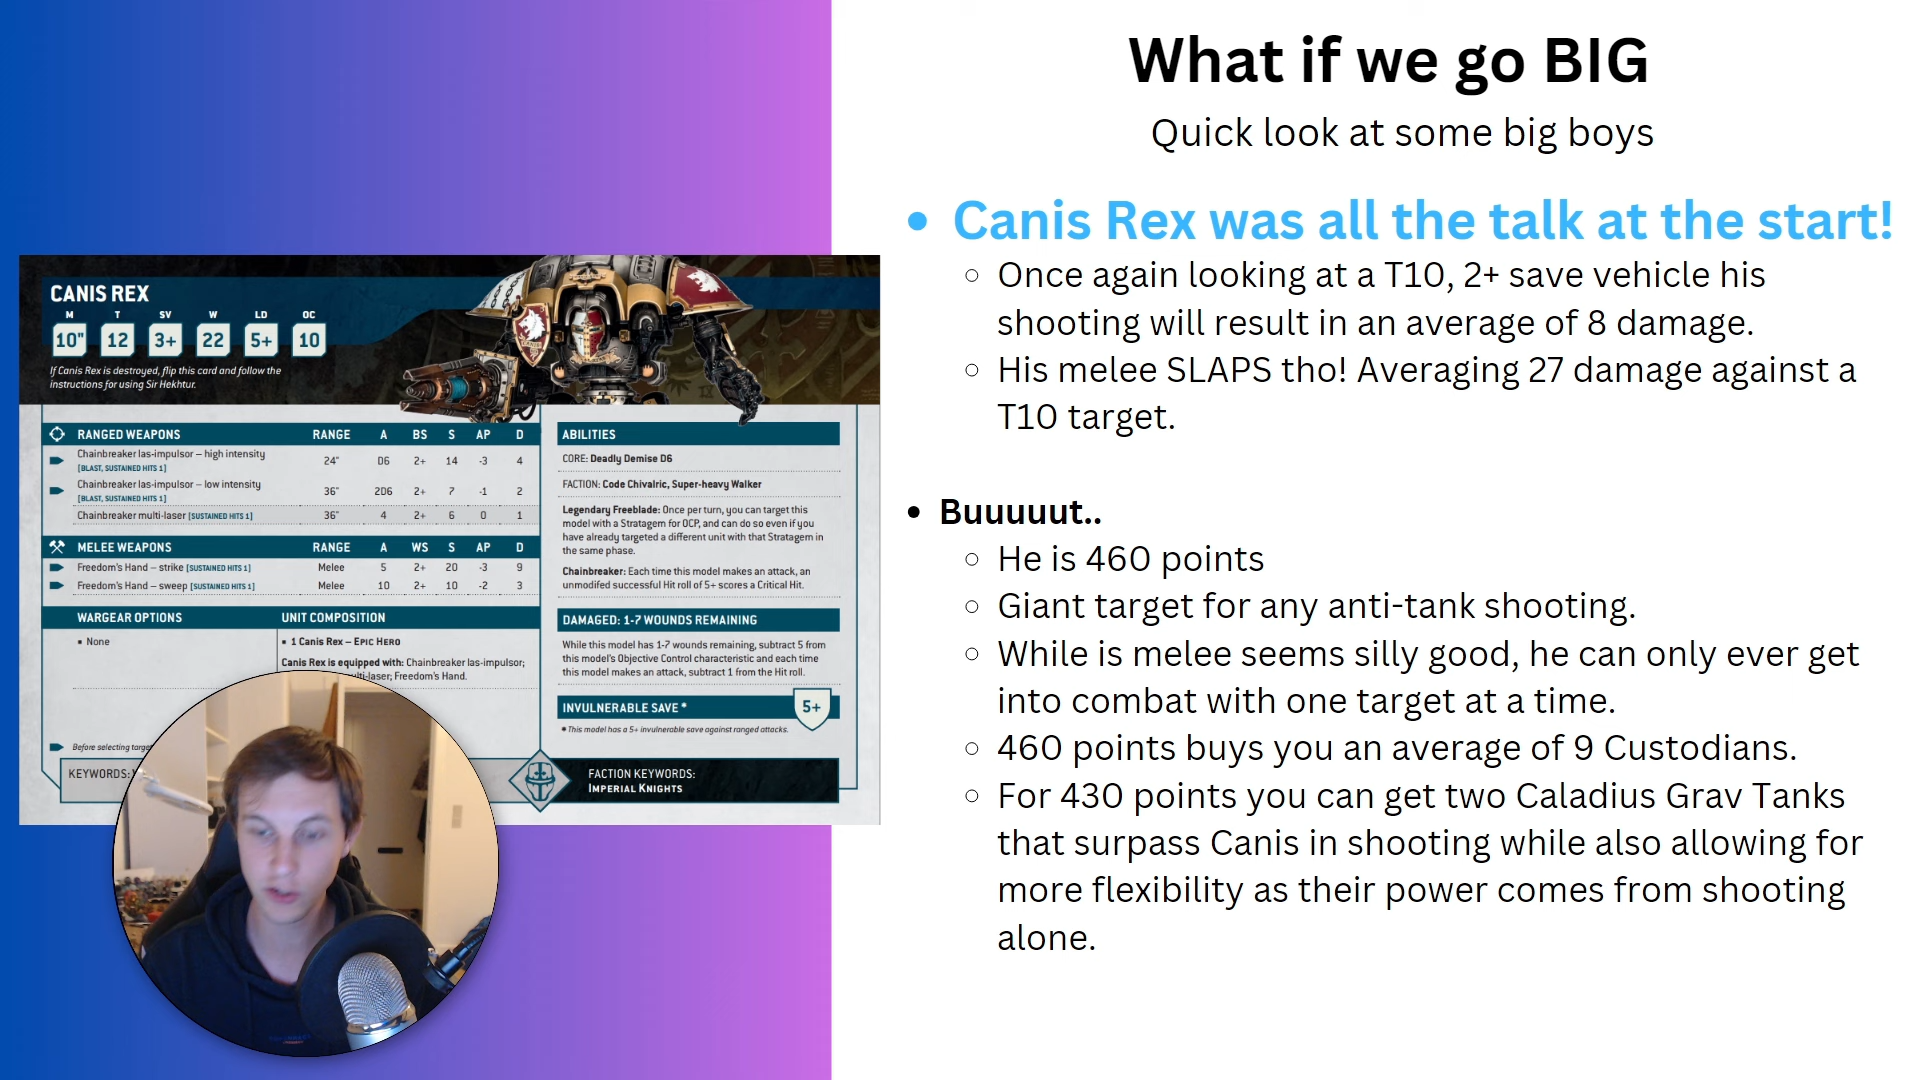 What if we go BIG
Quick look at some big boys
Canis Rex was all the talk at the start!
Once again looking at a T10, 2+ save vehicle his
shooting will result in an average of 8 damage.
His melee SLAPS tho! Averaging 27 damage against a
T10 target.
Buuuuut..
He is 460 points
Giant target for any anti-tank shooting.
While is melee seems silly good, he can only ever get
into combat with one target at a time.
460 points buys you an average of 9 Custodians.
For 430 points you can get two Caladius Grav Tanks
that surpass Canis in shooting while also allowing for
more flexibility as their power comes from shooting
alone.
CANIS REX
M T SV W LD OC
10" 12 3+ 22 5+ 10
If Canis Rex is destroyed, flip this card and follow the
instructions for using Sir Hekhtur.
RANGED WEAPONS RANGE A BS S AP D
Chainbreaker las-impulsor – high intensity
[BLAST, SUSTAINED HITS 1] 24" D6 2+ 14 -3 4
Chainbreaker las-impulsor – low intensity
[BLAST, SUSTAINED HITS 1] 36" 2D6 2+ 7 -1 2
Chainbreaker multi-laser [SUSTAINED HITS 1] 36" 4 2+ 6 0 1
MELEE WEAPONS RANGE A WS S AP D
Freedom's Hand – strike [SUSTAINED HITS 1] Melee 5 2+ 20 -3 9
Freedom's Hand – sweep [SUSTAINED HITS 1] Melee 10 2+ 10 -2 3
WARGEAR OPTIONS
None
UNIT COMPOSITION
1 Canis Rex – EPIC HERO
Canis Rex is equipped with: Chainbreaker las-impulsor;
lti-laser; Freedom's Hand.
Before selecting targe
KEYWORDS:
ABILITIES
CORE: Deadly Demise D6
FACTION: Code Chivalric, Super-heavy Walker
Legendary Freeblade: Once per turn, you can target this
model with a Stratagem for 0CP, and can do so even if you
have already targeted a different unit with that Stratagem in
the same phase.
Chainbreaker: Each time this model makes an attack, an
unmodifed successful Hit roll of 5+ scores a Critical Hit.
DAMAGED: 1-7 WOUNDS REMAINING
While this model has 1-7 wounds remaining, subtract 5 from
this model's Objective Control characteristic and each time
this model makes an attack, subtract 1 from the Hit roll.
INVULNERABLE SAVE * 5+
* This model has a 5+ invulnerable save against ranged attacks.
FACTION KEYWORDS:
IMPERIAL KNIGHTS